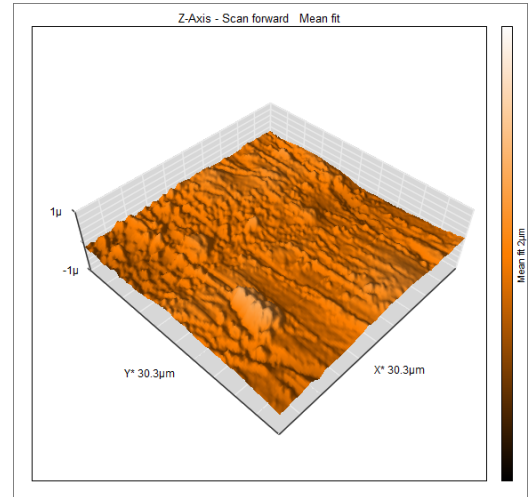 Z-Axis - Scan forward   Mean fit
1µ
-1µ
Y* 30.3µm
X* 30.3µm
Mean fit 2µm